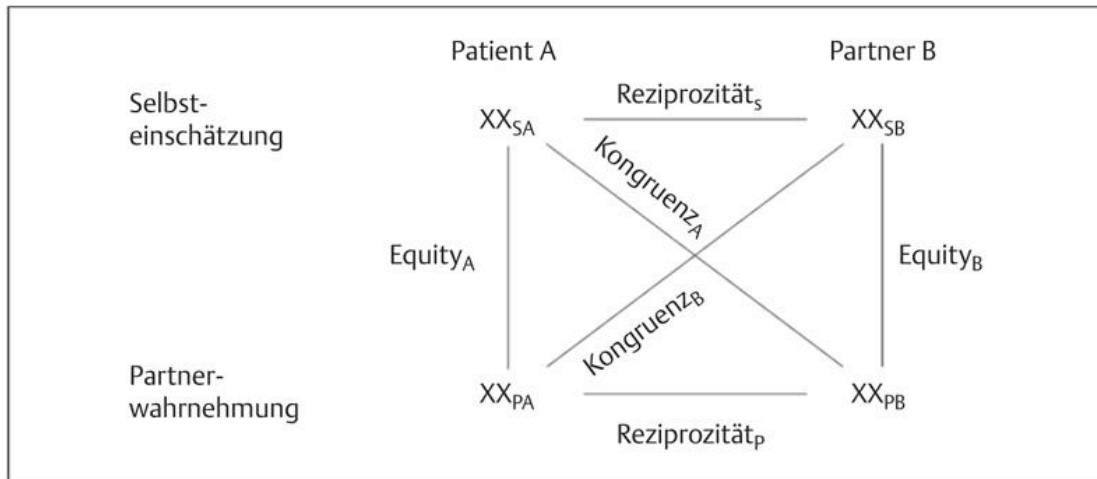 Patient A
Partner B
Selbst-
einschätzung
XX_SA
Reziprozität_s
XX_SB
Kongruenz_A
Equity_A
Equity_B
Kongruenz_B
Partner-
wahrnehmung
XX_PA
XX_PB
Reziprozität_P